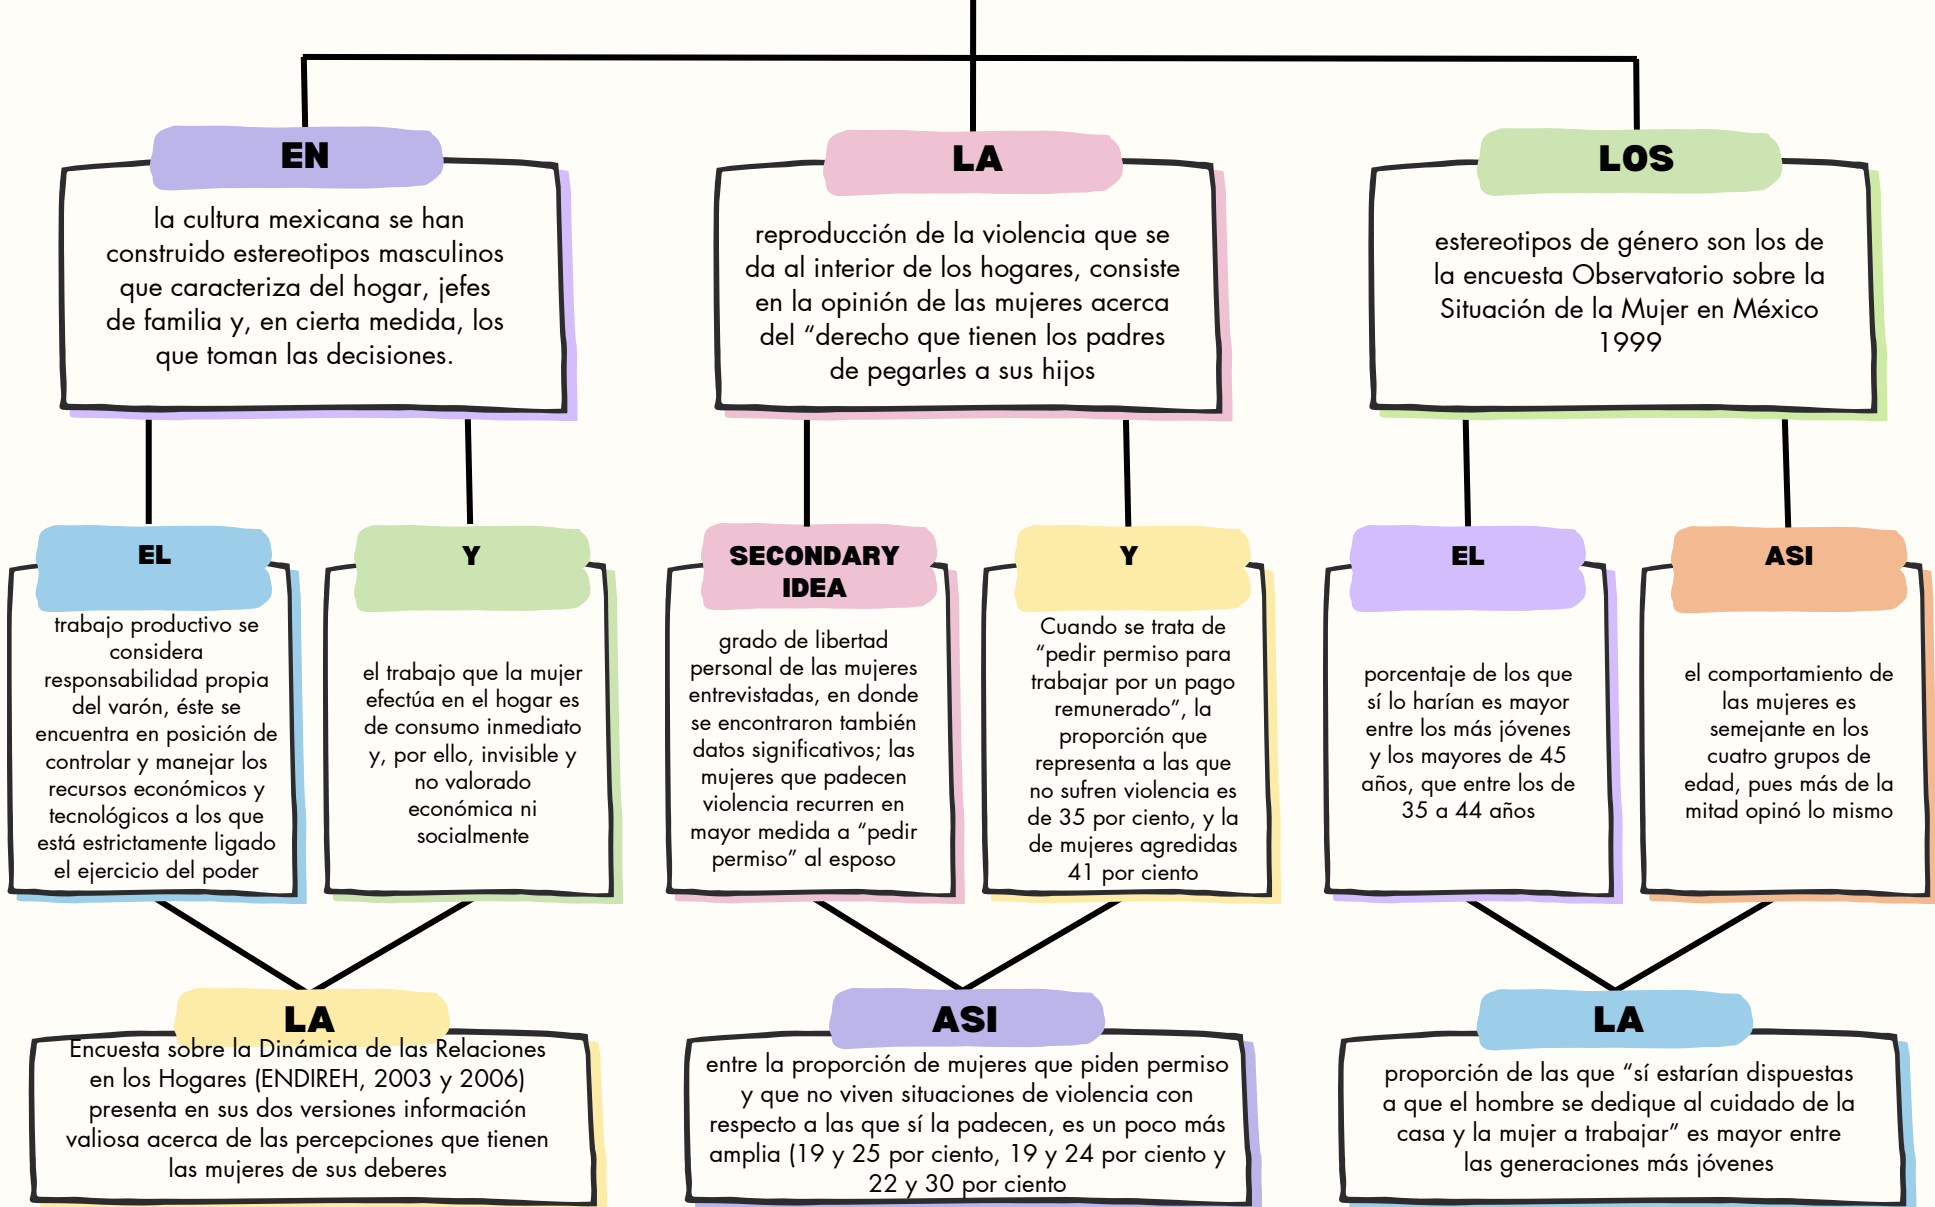 EN
la cultura mexicana se han
construido estereotipos masculinos
que caracteriza del hogar, jefes
de familia y, en cierta medida, los
que toman las decisiones.
LA
reproducción de la violencia que se
da al interior de los hogares, consiste
en la opinión de las mujeres acerca
del “derecho que tienen los padres
de pegarles a sus hijos
LOS
estereotipos de género son los de
la encuesta Observatorio sobre la
Situación de la Mujer en México
1999
EL
trabajo productivo se
considera
responsabilidad propia
del varón, éste se
encuentra en posición de
controlar y manejar los
recursos económicos y
tecnológicos a los que
está estrictamente ligado
el ejercicio del poder
Y
el trabajo que la mujer
efectúa en el hogar es
de consumo inmediato
y, por ello, invisible y
no valorado
económica ni
socialmente
SECONDARY
IDEA
grado de libertad
personal de las mujeres
entrevistadas, en donde
se encontraron también
datos significativos; las
mujeres que padecen
violencia recurren en
mayor medida a “pedir
permiso” al esposo
Y
Cuando se trata de
“pedir permiso para
trabajar por un pago
remunerado”, la
proporción que
representa a las que
no sufren violencia es
de 35 por ciento, y la
de mujeres agredidas
41 por ciento
EL
porcentaje de los que
sí lo harían es mayor
entre los más jóvenes
y los mayores de 45
años, que entre los de
35 a 44 años
ASI
el comportamiento de
las mujeres es
semejante en los
cuatro grupos de
edad, pues más de la
mitad opinó lo mismo
LA
Encuesta sobre la Dinámica de las Relaciones
en los Hogares (ENDIREH, 2003 y 2006)
presenta en sus dos versiones información
valiosa acerca de las percepciones que tienen
las mujeres de sus deberes
ASI
entre la proporción de mujeres que piden permiso
y que no viven situaciones de violencia con
respecto a las que sí la padecen, es un poco más
amplia (19 y 25 por ciento, 19 y 24 por ciento y
22 y 30 por ciento
LA
proporción de las que “sí estarían dispuestas
a que el hombre se dedique al cuidado de la
casa y la mujer a trabajar” es mayor entre
las generaciones más jóvenes